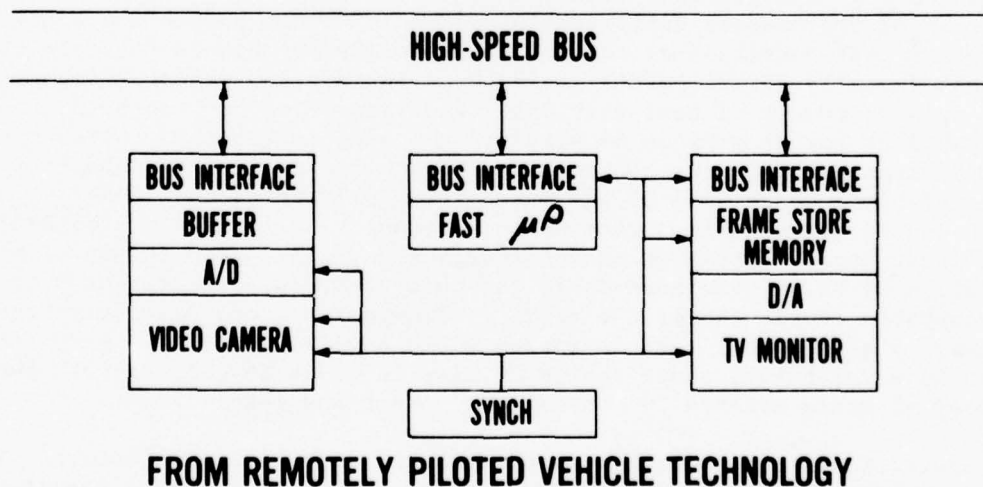 HIGH-SPEED BUS
BUS INTERFACE
BUFFER
A/D
VIDEO CAMERA
BUS INTERFACE
FAST μP
BUS INTERFACE
FRAME STORE
MEMORY
D/A
TV MONITOR
SYNCH
FROM REMOTELY PILOTED VEHICLE TECHNOLOGY